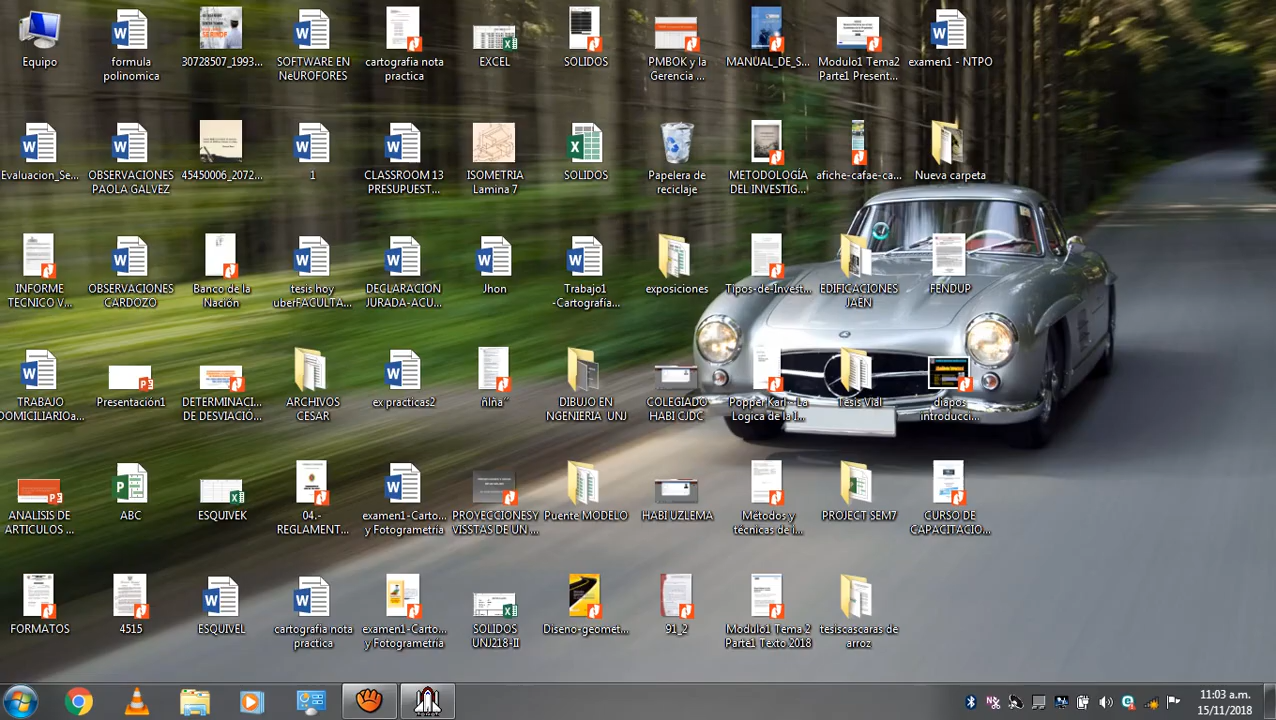 Equipo
formula
polinomica
30728507_1332...
SOFTWARE EN
NeUROFORES
cartografia nota
practica
EXCEL
SOLIDOS
PMBOK y la
Gerencia ...
MANUAL_DE_S...
Modulo1 Tema2
Parte1 Present...
examen1 - NTPO
Evaluacion_Se...
OBSERVACIONES
PAOLA GALVEZ
45450006_2072...
1
CLASSROOM 13
PRESUPUEST...
ISOMETRIA
Lamina 7
SOLIDOS
Papelera de
reciclaje
METODOLOGÍA
DEL INVESTIG...
afiche-cafae-ca...
Nueva carpeta
INFORME
TECNICO V...
OBSERVACIONES
CARDOZO
Banco de la
Nación
tesis hoy
uberFACULTA...
DECLARACION
JURADA-ACU...
Jhon
Trabajo1
-Cartografía...
exposiciones
Tipos-de-Invest...
EDIFICACIONES
JAEN
FENDUP
TRABAJO
DOMICILIARIO a...
Presentación1
DETERMINACI...
DE DESVIACIO...
ARCHIVOS
CESAR
ex practicas2
ñlña
DIBUJO EN
NGENIERIA UNJ
COLEGIADO
HABI CJDC
Popper Karl - La
Logica de la I...
Tesis Vial
diapos
introducci...
ANALISIS DE
ARTICULOS ...
ABC
ESQUIVEK
04.-
REGLAMENT...
examen1-Carto...
y Fotogrametria
PROYECCIONESY
VISSTAS DE UN ...
Puente MODELO
HABI UZLEMA
Métodos y
técnicas de i...
PROJECT SEM7
CURSO DE
CAPACITACIO...
FORMATOS
4515
ESQUIVEL
cartografia nota
practica
examen1-Carto...
y Fotogrametria
SOLIDOS
UNJ218-II
Diseno-geomet...
91_2
Modulo1 Tema 2
Parte1 Texto 2018
tesiscascaras de
arroz
11:03 a.m.
15/11/2018